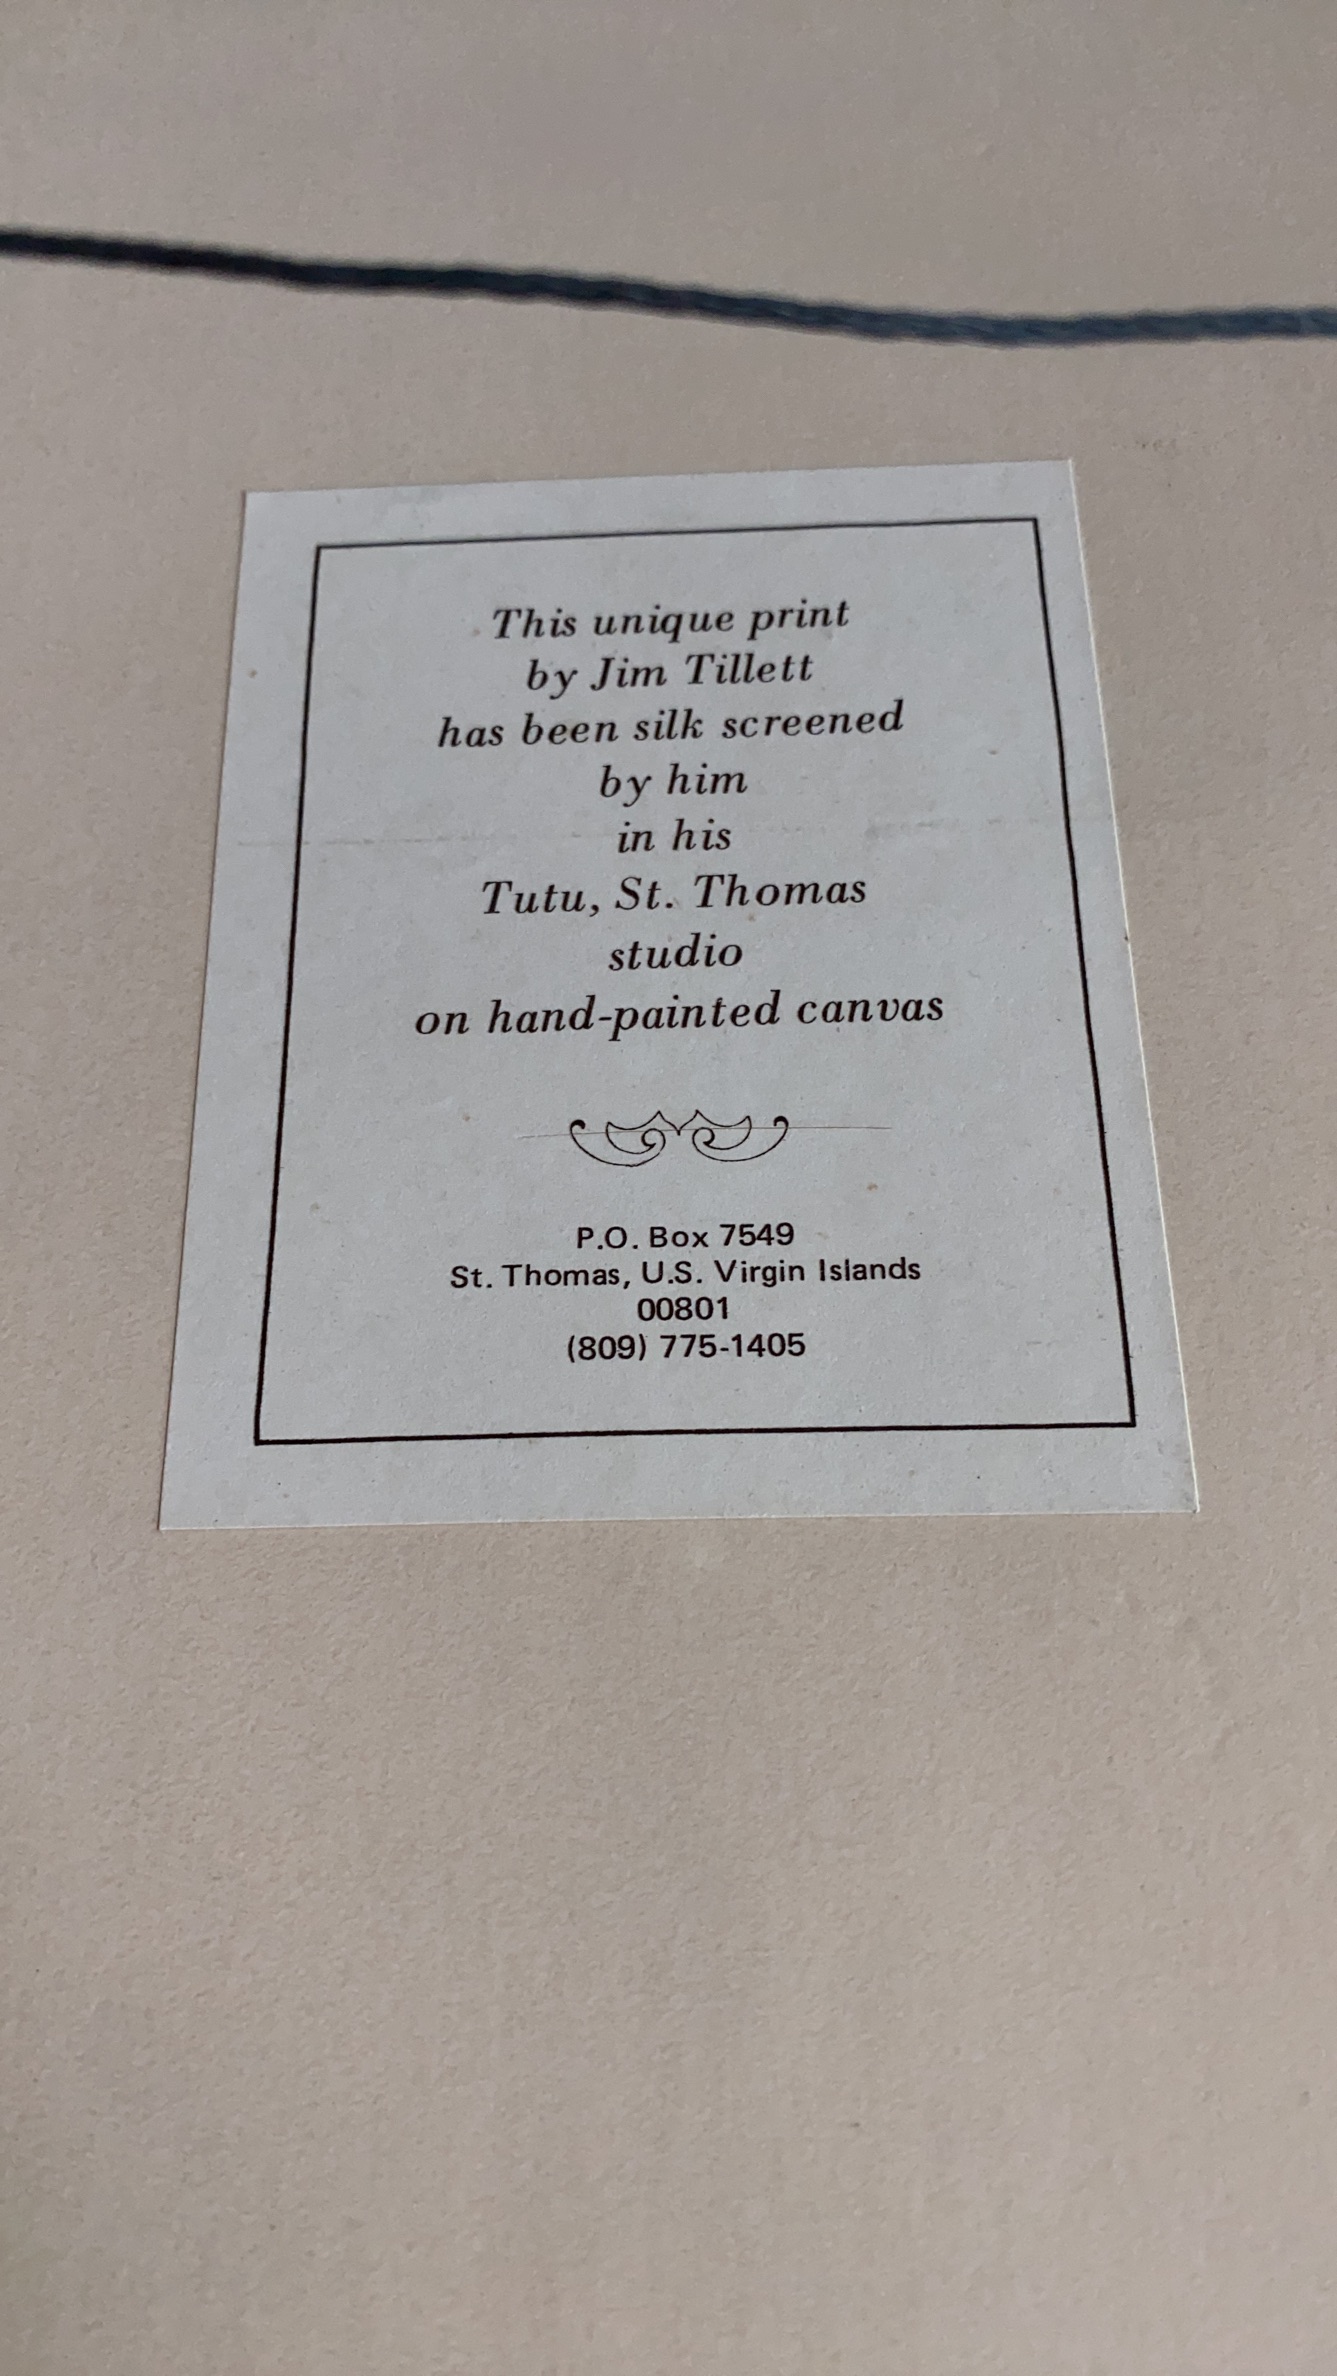 This unique print
by Jim Tillett
has been silk screened
by him
in his
Tutu, St. Thomas
studio
on hand-painted canvas
P.O. Box 7549
St. Thomas, U.S. Virgin Islands
00801
(809) 775-1405